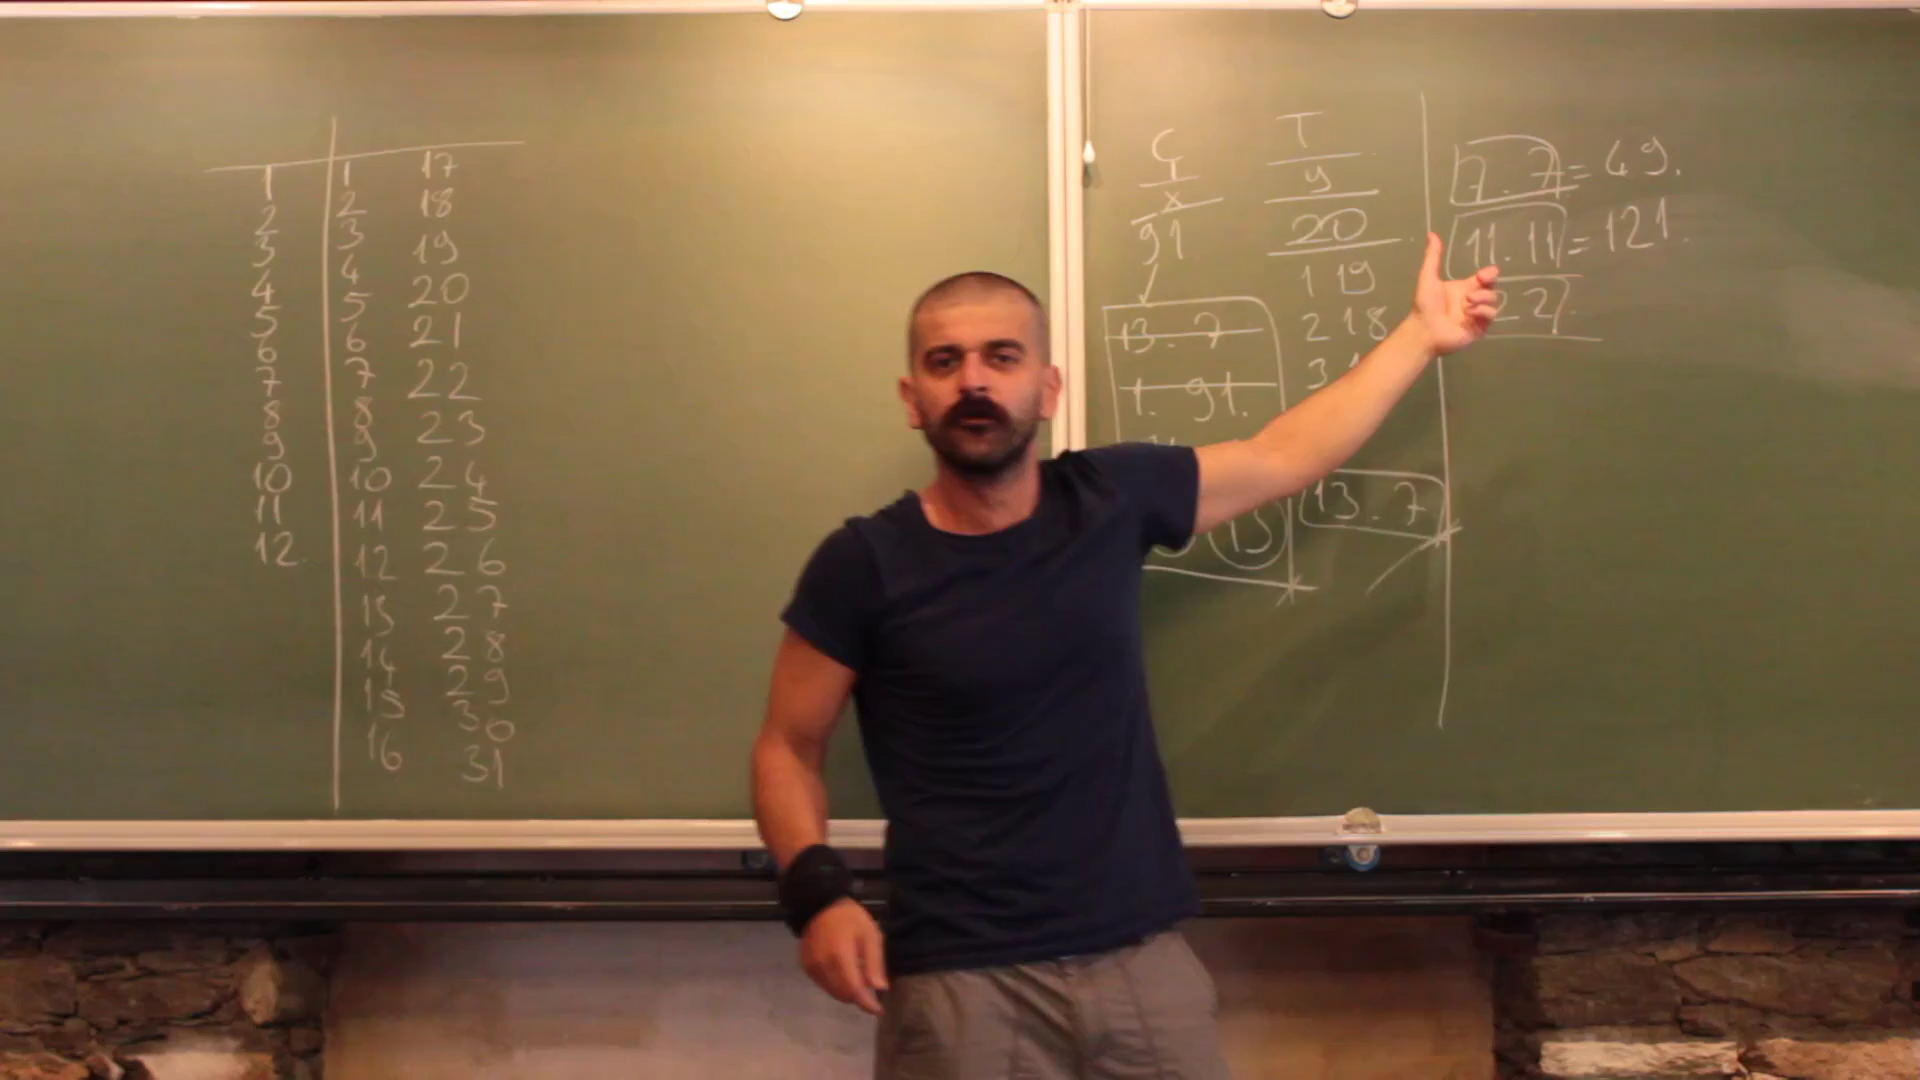 1 1 17
2 2 18
3 3 19
4 4 20
5 5 21
6 6 22
7 7 23
8 8 24
9 9 25
10 10 26
11 11 27
12. 12 28
13 29
14 30
15 31
16
Ç T
x y
91 20
1 19
2 18
3
13 . 7
1 . 91.
13
13 . 7
7 . 7 = 49.
11 . 11 = 121.
22.